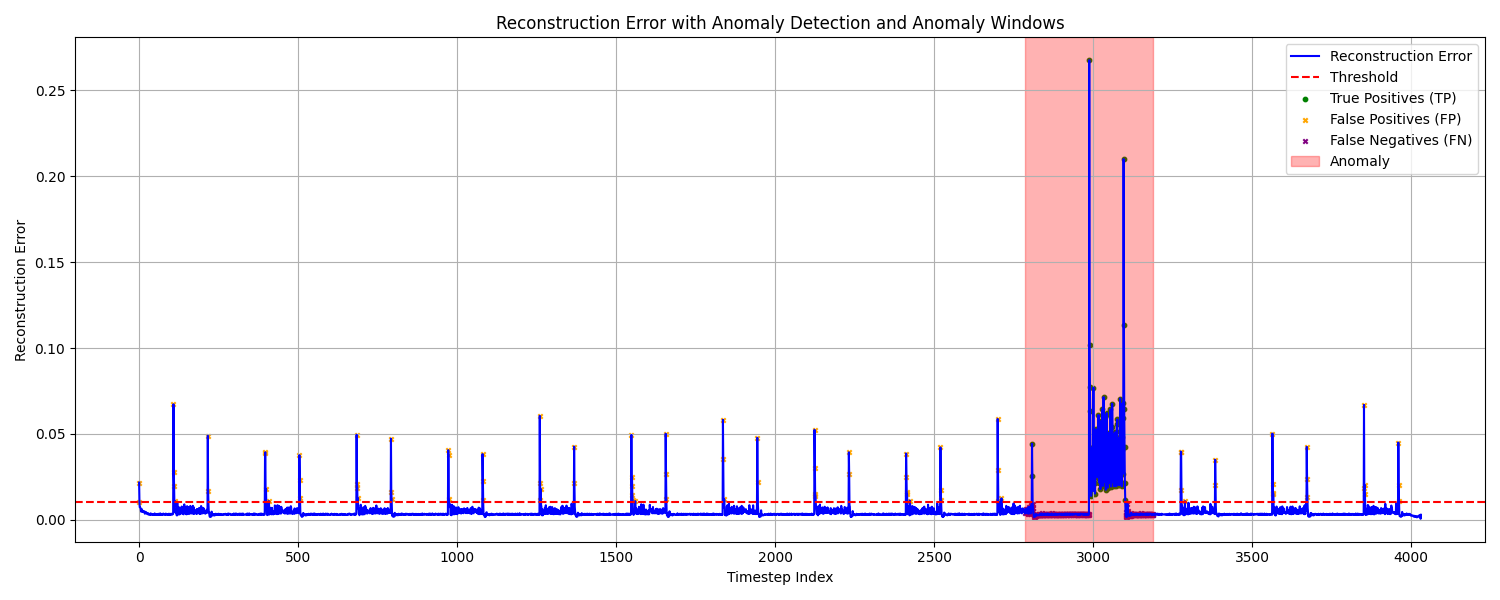 Reconstruction Error with Anomaly Detection and Anomaly Windows
Reconstruction Error
Threshold
True Positives (TP)
False Positives (FP)
False Negatives (FN)
Anomaly
Reconstruction Error
0.25
0.20
0.15
0.10
0.05
0.00
0 500 1000 1500 2000 2500 3000 3500 4000
Timestep Index